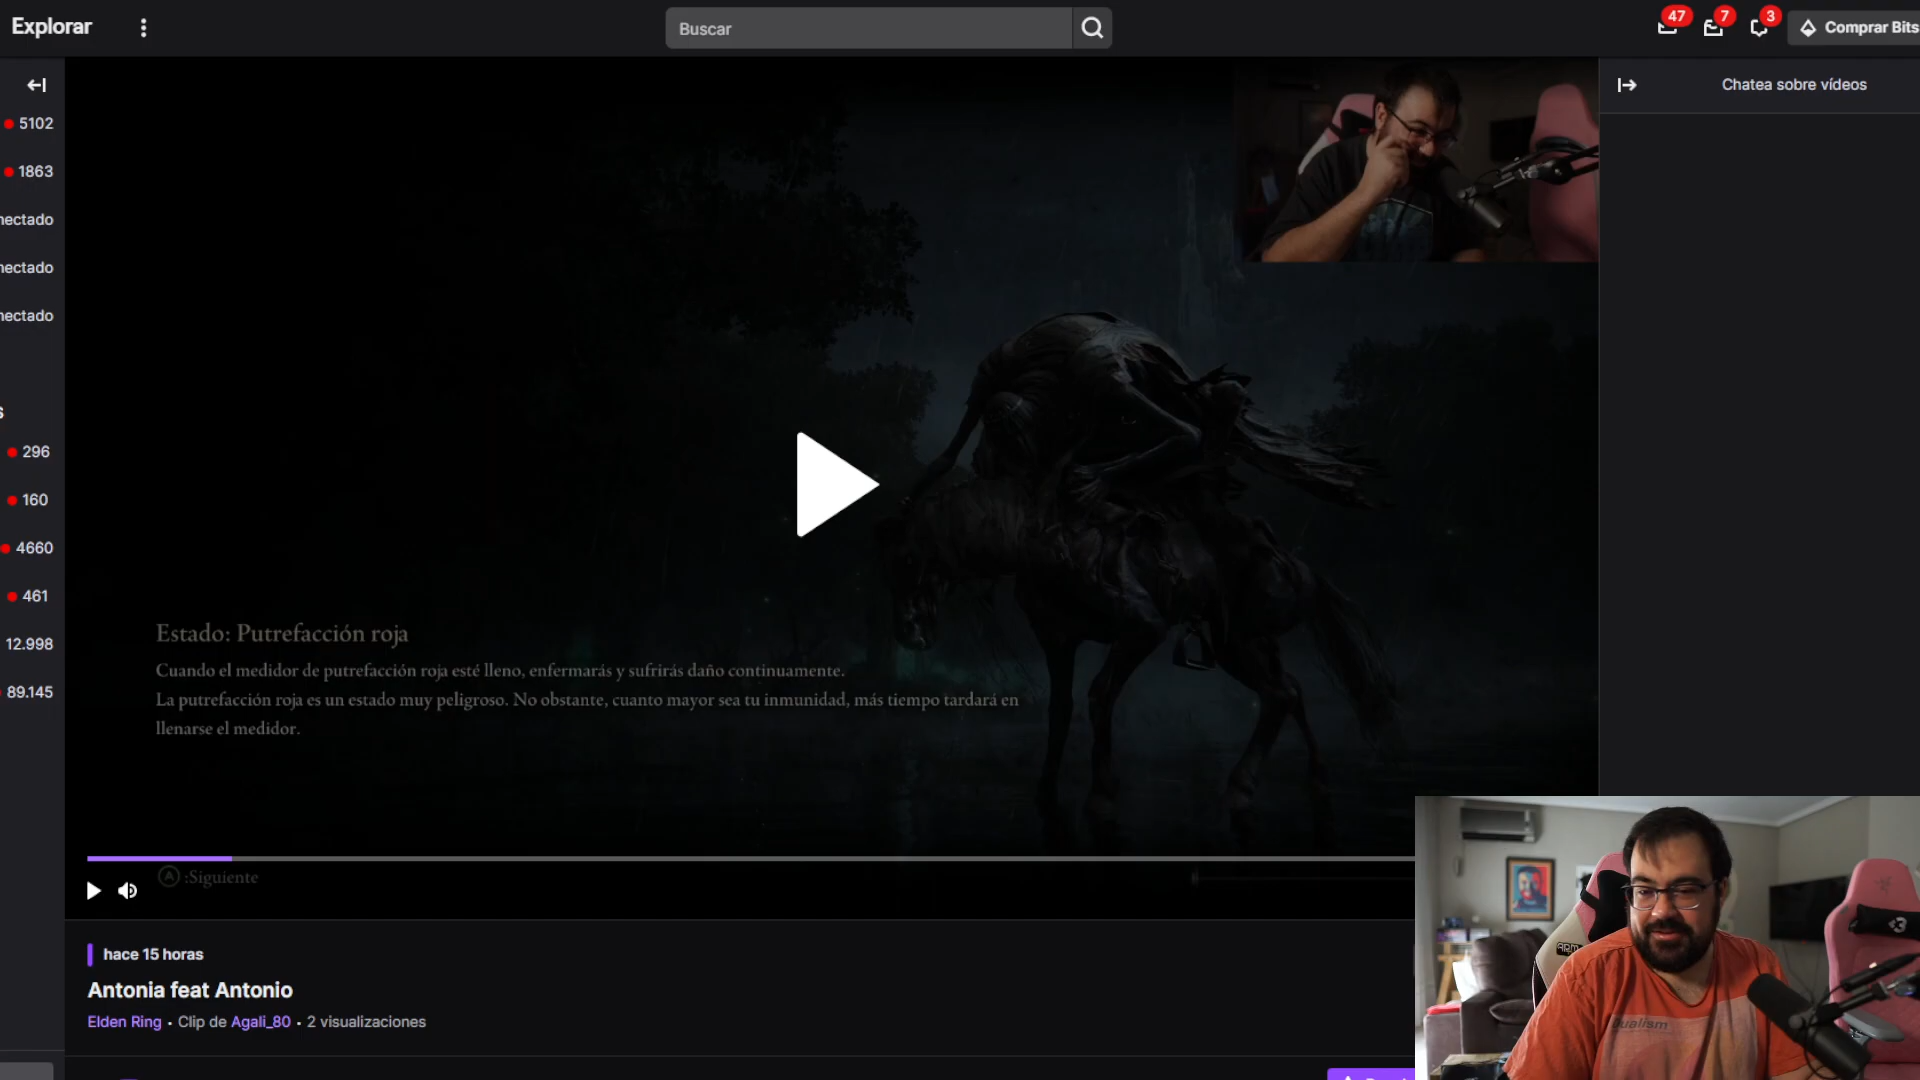 Explorar
Buscar
47
7
3
Comprar Bits
Chatea sobre vídeos
5102
1863
nectado
nectado
nectado
s
296
160
4660
461
12.998
89.145
Estado: Putrefacción roja
Cuando el medidor de putrefacción roja esté lleno, enfermarás y sufrirás daño continuamente.
La putrefacción roja es un estado muy peligroso. No obstante, cuanto mayor sea tu inmunidad, más tiempo tardará en
llenarse el medidor.
A :Siguiente
hace 15 horas
Antonia feat Antonio
Elden Ring • Clip de Agali_80 • 2 visualizaciones
Dualism